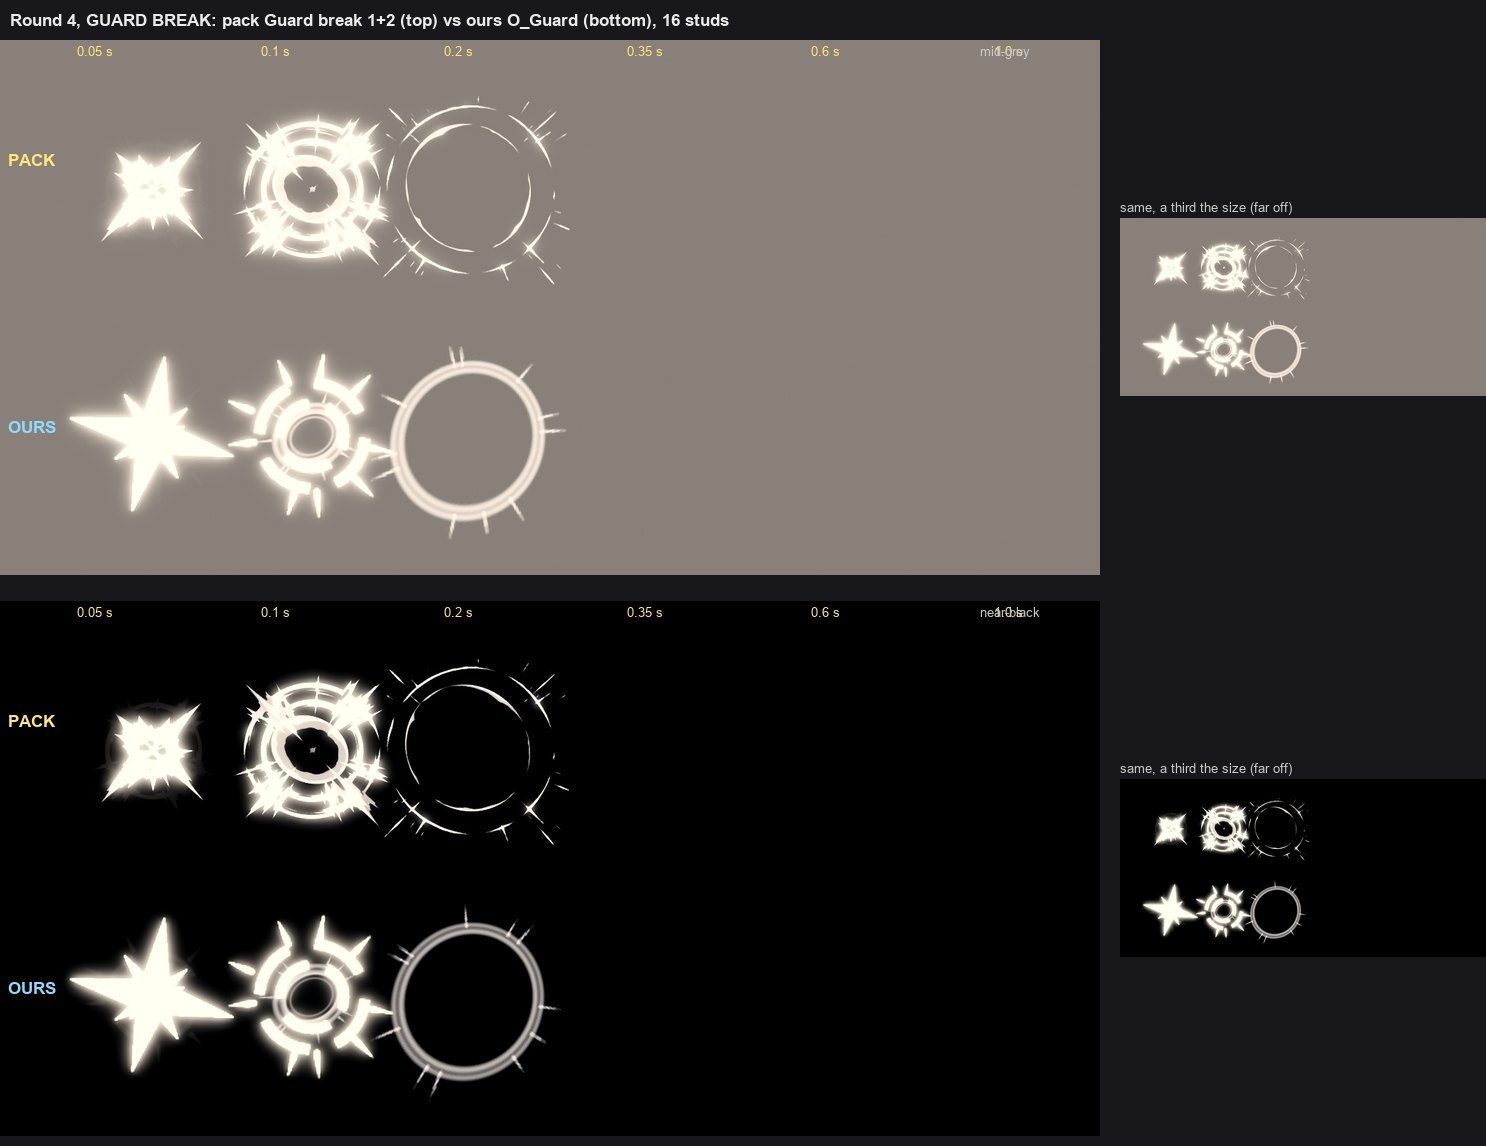 Round 4, GUARD BREAK: pack Guard break 1+2 (top) vs ours O_Guard (bottom), 16 studs
0.05 s 0.1 s 0.2 s 0.35 s 0.6 s
PACK
same, a third the size (far off)
OURS
0.05 s 0.1 s 0.2 s 0.35 s 0.6 s
PACK
same, a third the size (far off)
OURS